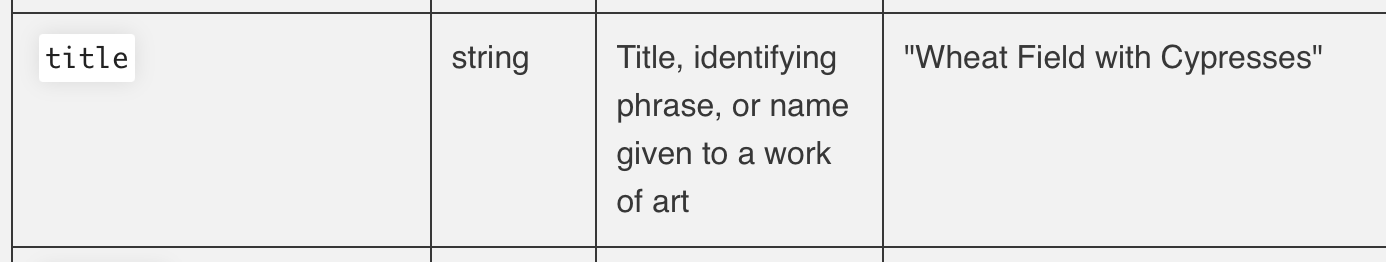 title string Title, identifying "Wheat Field with Cypresses"
phrase, or name
given to a work
of art